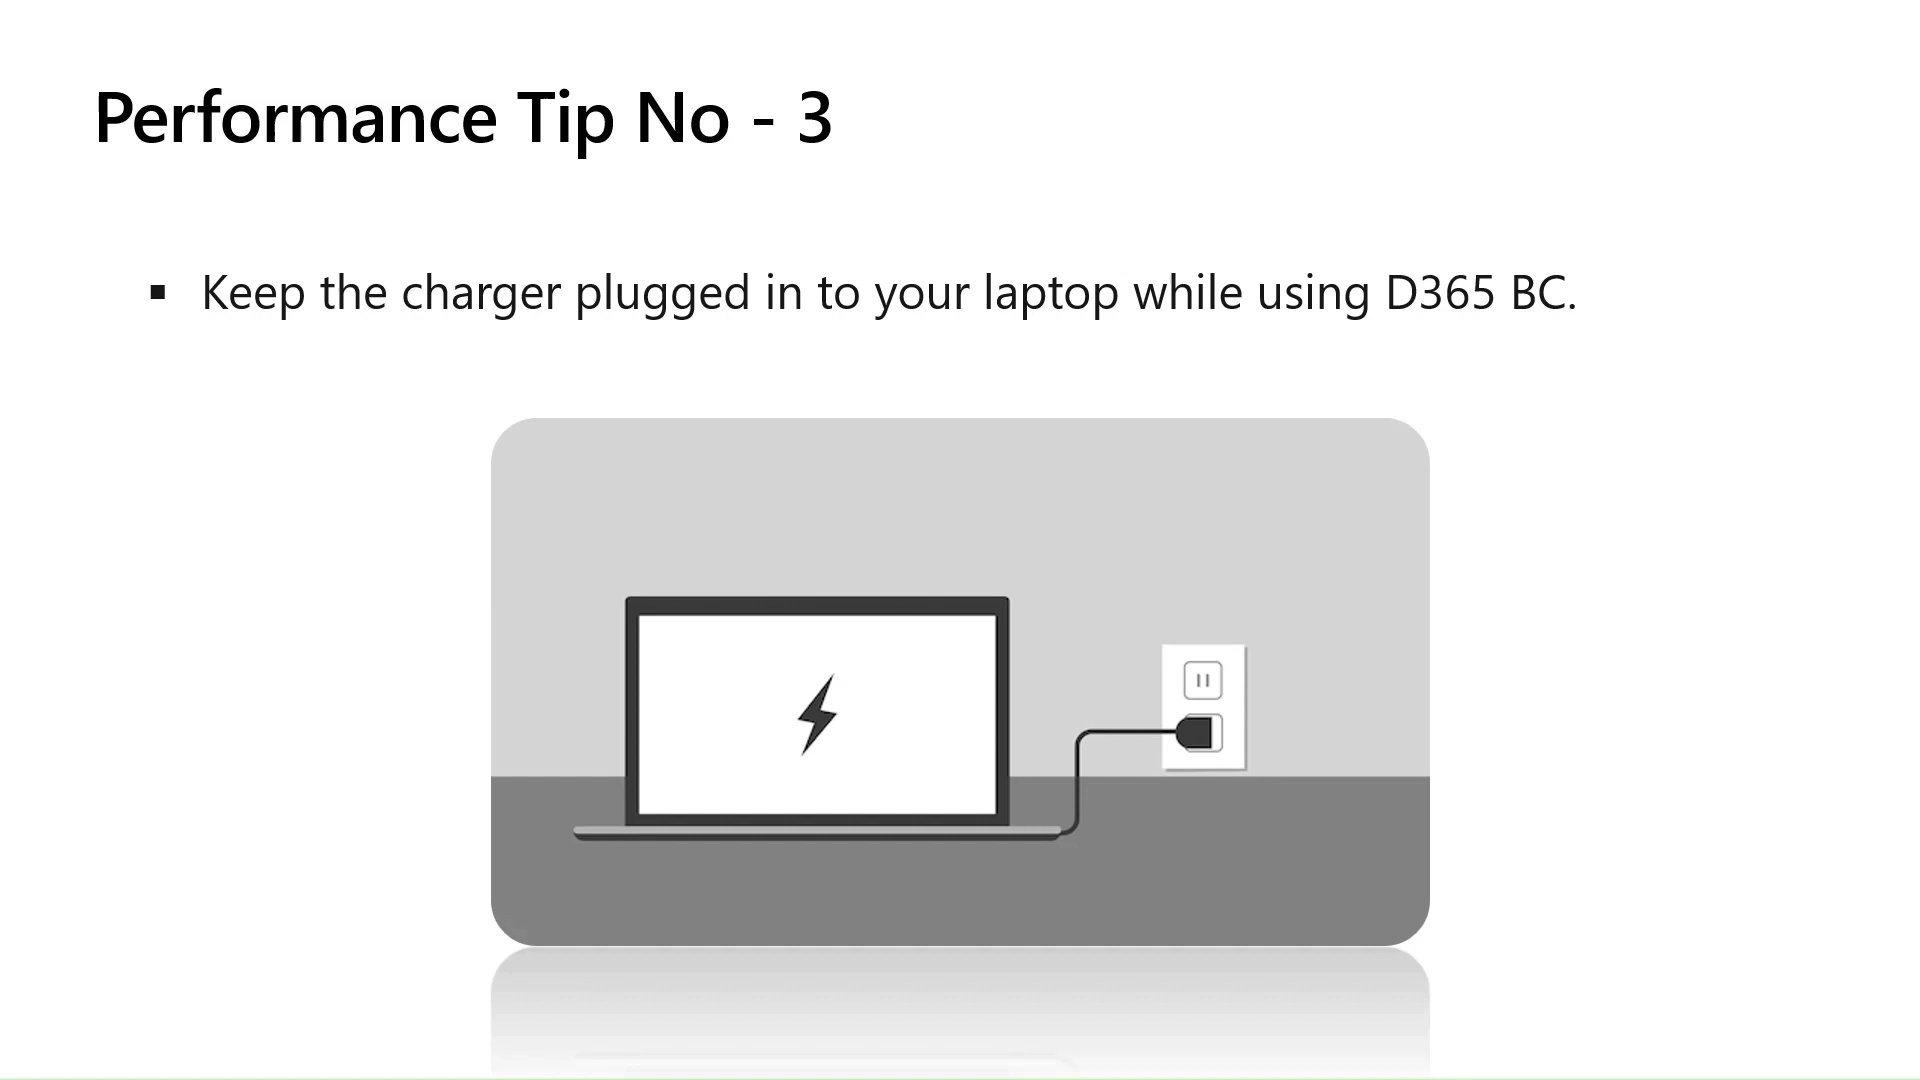 Performance Tip No - 3
▪ Keep the charger plugged in to your laptop while using D365 BC.